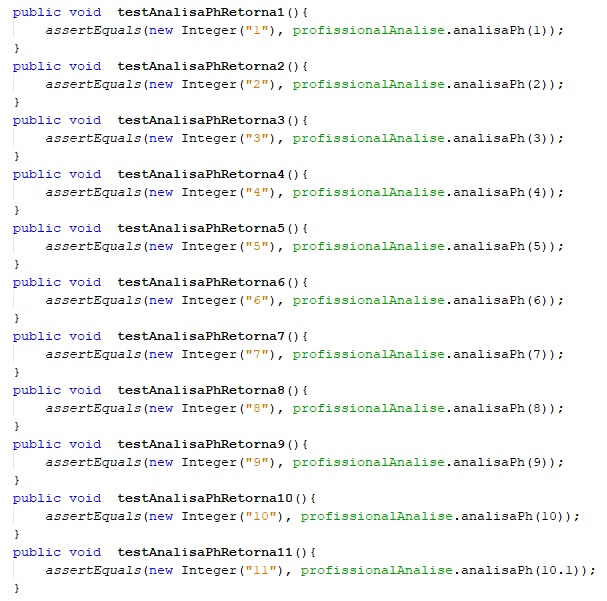 public void  testAnalisaPhRetorna1(){
    assertEquals(new Integer("1"), profissionalAnalise.analisaPh(1));
}
public void  testAnalisaPhRetorna2(){
    assertEquals(new Integer("2"), profissionalAnalise.analisaPh(2));
}
public void  testAnalisaPhRetorna3(){
    assertEquals(new Integer("3"), profissionalAnalise.analisaPh(3));
}
public void  testAnalisaPhRetorna4(){
    assertEquals(new Integer("4"), profissionalAnalise.analisaPh(4));
}
public void  testAnalisaPhRetorna5(){
    assertEquals(new Integer("5"), profissionalAnalise.analisaPh(5));
}
public void  testAnalisaPhRetorna6(){
    assertEquals(new Integer("6"), profissionalAnalise.analisaPh(6));
}
public void  testAnalisaPhRetorna7(){
    assertEquals(new Integer("7"), profissionalAnalise.analisaPh(7));
}
public void  testAnalisaPhRetorna8(){
    assertEquals(new Integer("8"), profissionalAnalise.analisaPh(8));
}
public void  testAnalisaPhRetorna9(){
    assertEquals(new Integer("9"), profissionalAnalise.analisaPh(9));
}
public void  testAnalisaPhRetorna10(){
    assertEquals(new Integer("10"), profissionalAnalise.analisaPh(10));
}
public void  testAnalisaPhRetorna11(){
    assertEquals(new Integer("11"), profissionalAnalise.analisaPh(10.1));
}